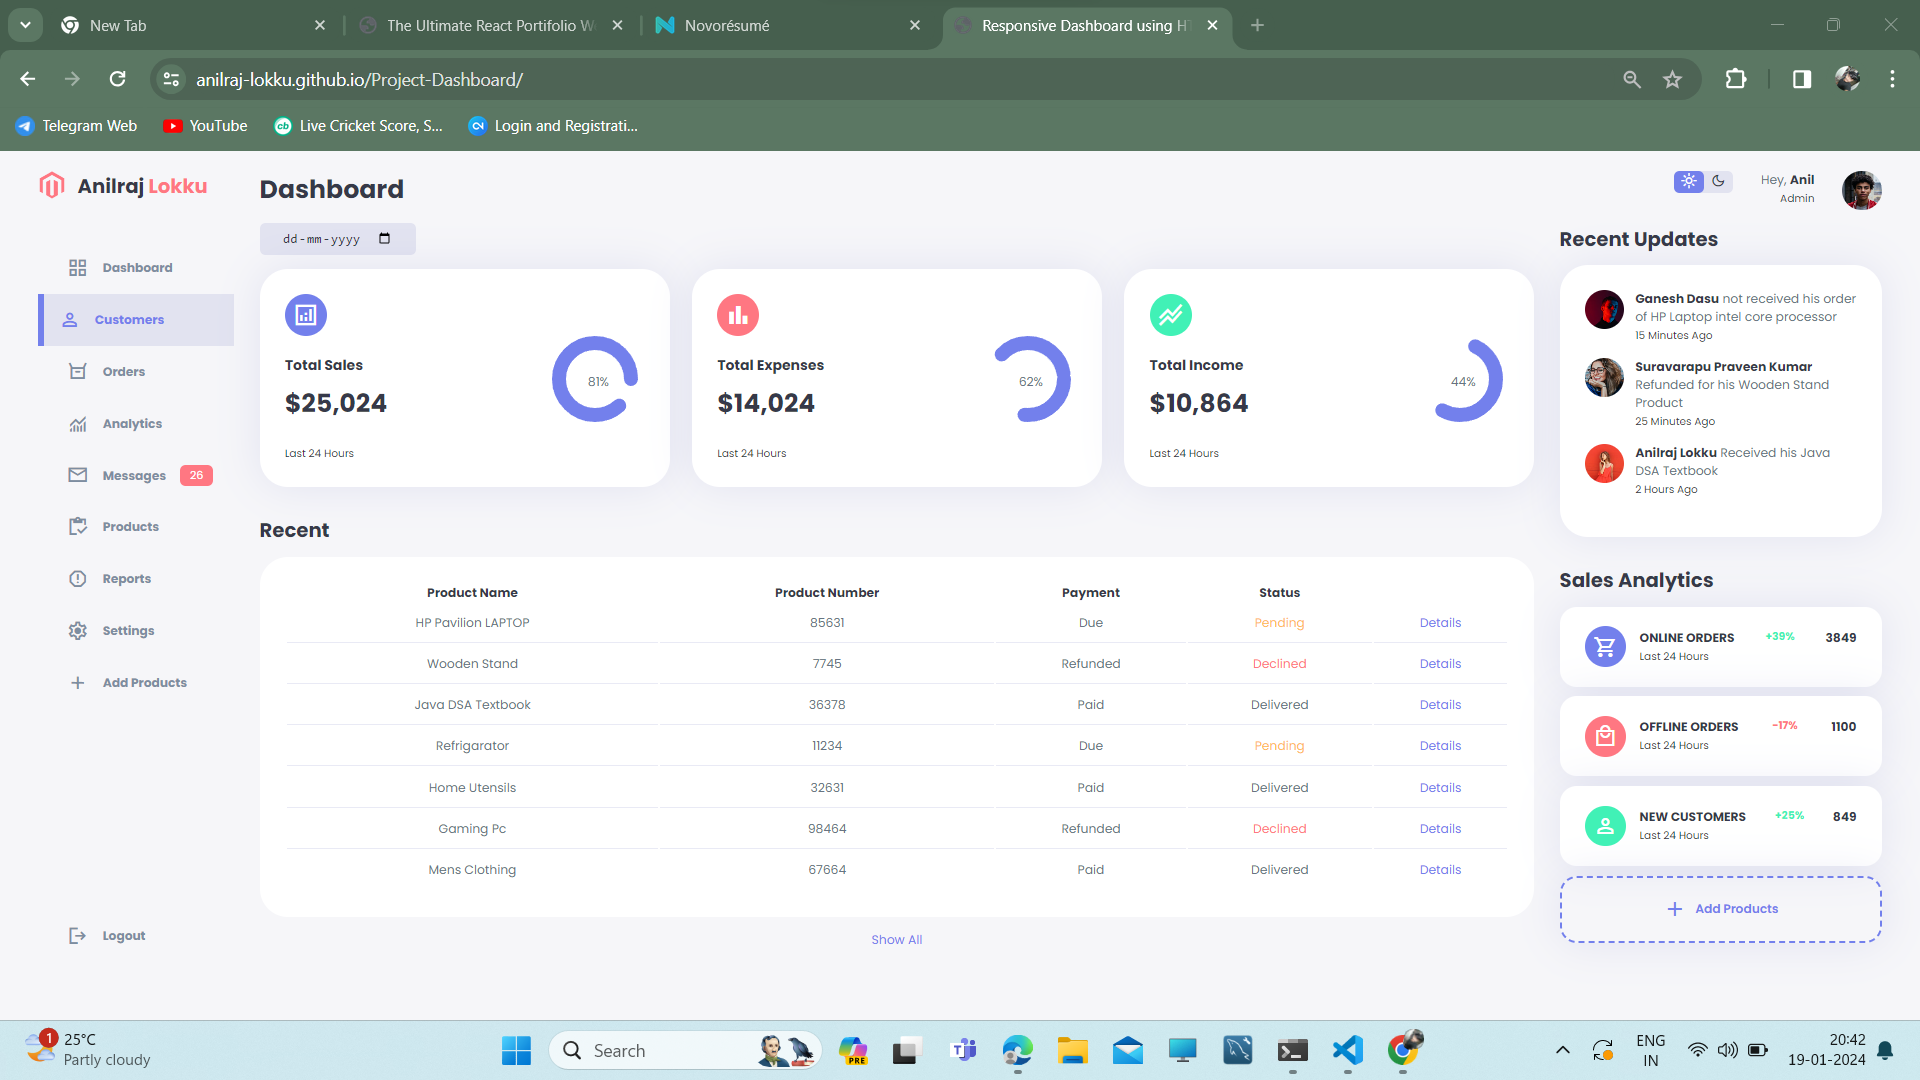 New Tab
The Ultimate React Portifolio W
Novorésumé
Responsive Dashboard using HT
anilraj-lokku.github.io/Project-Dashboard/
Telegram Web
YouTube
cb
Live Cricket Score, S...
CN
Login and Registrati...
Anilraj Lokku
Dashboard
Customers
Orders
Analytics
Messages 26
Products
Reports
Settings
Add Products
Logout
Dashboard
dd-mm-yyyy
Total Sales
$25,024
81%
Last 24 Hours
Total Expenses
$14,024
62%
Last 24 Hours
Total Income
$10,864
44%
Last 24 Hours
Recent
Product Name Product Number Payment Status
HP Pavilion LAPTOP 85631 Due Pending Details
Wooden Stand 7745 Refunded Declined Details
Java DSA Textbook 36378 Paid Delivered Details
Refrigarator 11234 Due Pending Details
Home Utensils 32631 Paid Delivered Details
Gaming Pc 98464 Refunded Declined Details
Mens Clothing 67664 Paid Delivered Details
Show All
Hey, Anil
Admin
Recent Updates
Ganesh Dasu not received his order
of HP Laptop intel core processor
15 Minutes Ago
Suravarapu Praveen Kumar
Refunded for his Wooden Stand
Product
25 Minutes Ago
Anilraj Lokku Received his Java
DSA Textbook
2 Hours Ago
Sales Analytics
ONLINE ORDERS +39% 3849
Last 24 Hours
OFFLINE ORDERS -17% 1100
Last 24 Hours
NEW CUSTOMERS +25% 849
Last 24 Hours
Add Products
1
25°C
Partly cloudy
Search
PRE
ENG
IN
20:42
19-01-2024